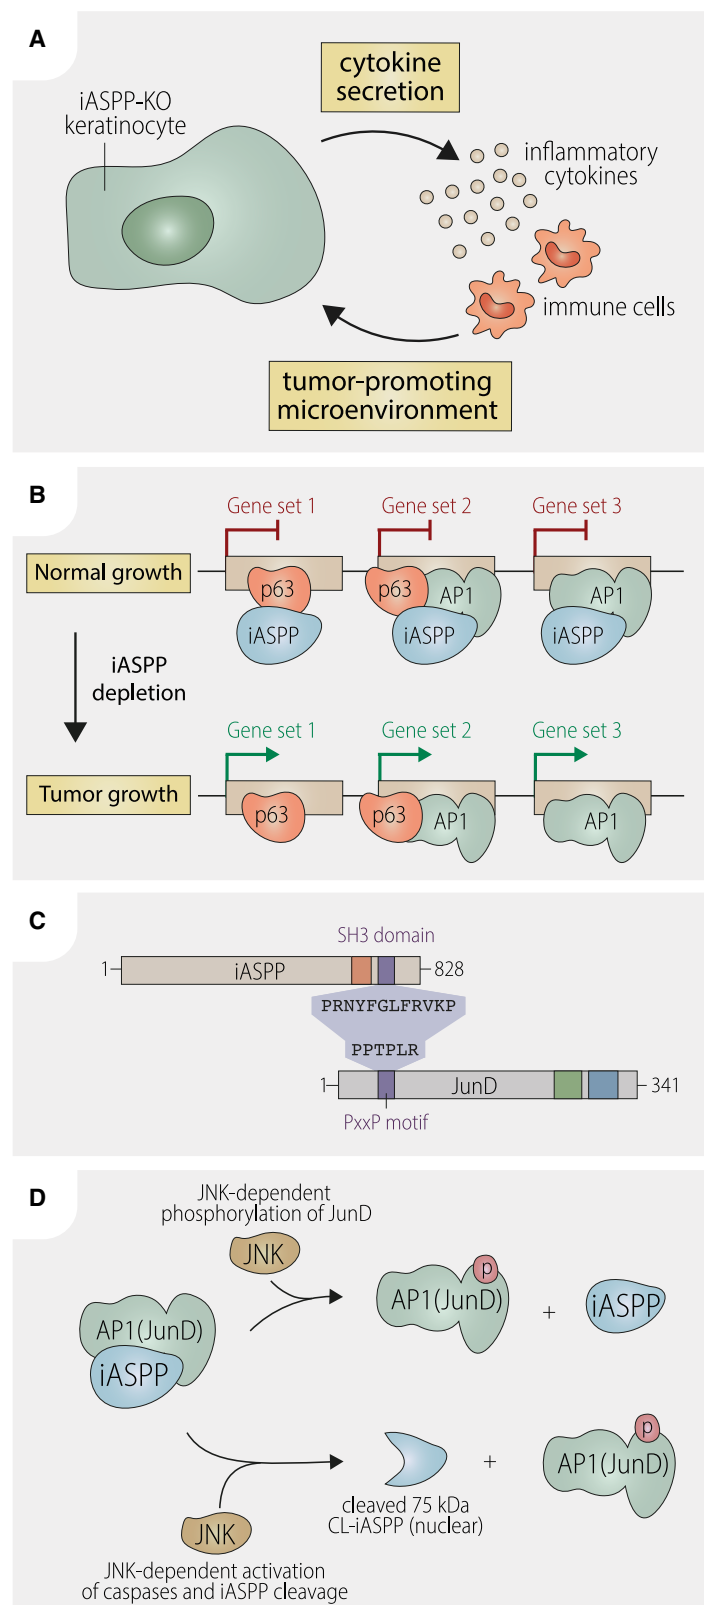 A
cytokine
secretion
iASPP-KO
keratinocyte
inflammatory
cytokines
immune cells
tumor-promoting
microenvironment
B
Gene set 1
Gene set 2
Gene set 3
Normal growth
p63
p63
AP1
AP1
iASPP
iASPP
iASPP
iASPP
depletion
Gene set 1
Gene set 2
Gene set 3
Tumor growth
p63
p63
AP1
AP1
C
SH3 domain
1
iASPP
828
PRNYFGLFRVKP
PPTPLR
1
JunD
341
PxxP motif
D
JNK-dependent
phosphorylation of JunD
JNK
p
AP1(JunD)
+
iASPP
AP1(JunD)
iASPP
p
+
AP1(JunD)
cleaved 75 kDa
CL-iASPP (nuclear)
JNK
JNK-dependent activation
of caspases and iASPP cleavage